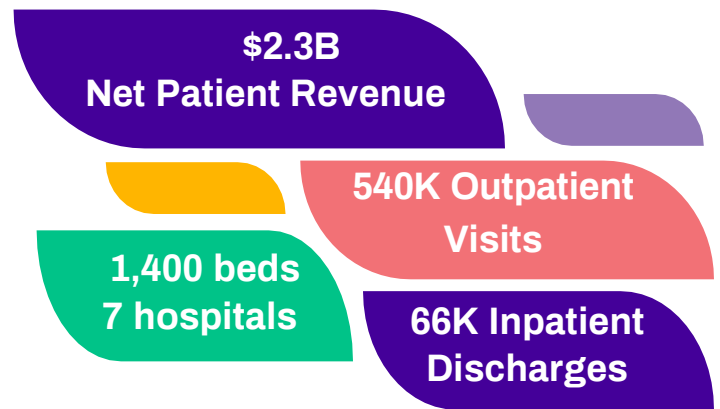 $2.3B
Net Patient Revenue
540K Outpatient
Visits
1,400 beds
7 hospitals
66K Inpatient
Discharges